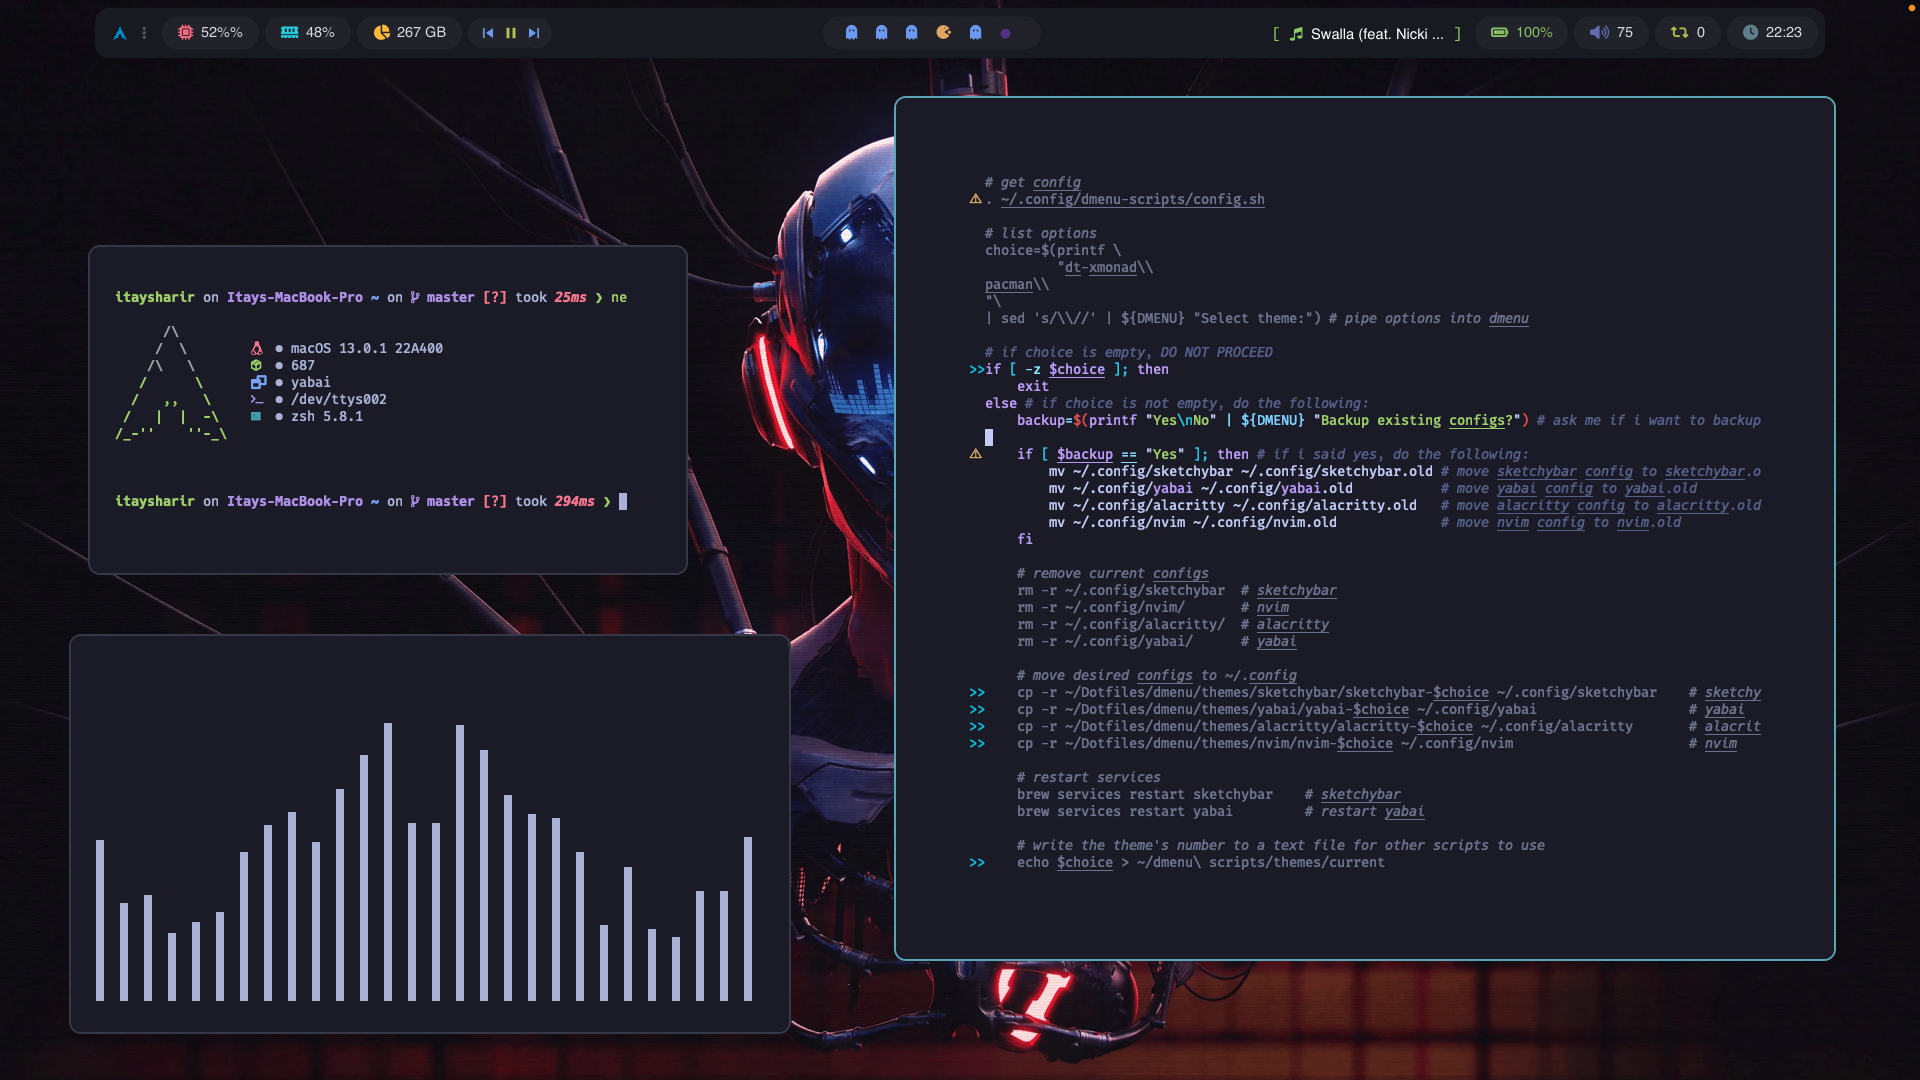 52%%
48%
267 GB
[ Swalla (feat. Nicki ... ]
100%
75
0
22:23
itaysharir on Itays-MacBook-Pro ~ on master [?] took 25ms ❯ ne
/\
/  \
/\   \
/      \
/   ,,   \
/   |  |  -\
/_-''    ''-_\
● macOS 13.0.1 22A400
● 687
● yabai
● /dev/ttys002
● zsh 5.8.1
itaysharir on Itays-MacBook-Pro ~ on master [?] took 294ms ❯
# get config
. ~/.config/dmenu-scripts/config.sh
# list options
choice=$(printf \
"dt-xmonad\\
pacman\\
"\
| sed 's/\\//' | ${DMENU} "Select theme:") # pipe options into dmenu
# if choice is empty, DO NOT PROCEED
>>if [ -z $choice ]; then
exit
else # if choice is not empty, do the following:
backup=$(printf "Yes\nNo" | ${DMENU} "Backup existing configs?") # ask me if i want to backup
if [ $backup == "Yes" ]; then # if i said yes, do the following:
mv ~/.config/sketchybar ~/.config/sketchybar.old # move sketchybar config to sketchybar.o
mv ~/.config/yabai ~/.config/yabai.old # move yabai config to yabai.old
mv ~/.config/alacritty ~/.config/alacritty.old # move alacritty config to alacritty.old
mv ~/.config/nvim ~/.config/nvim.old # move nvim config to nvim.old
fi
# remove current configs
rm -r ~/.config/sketchybar # sketchybar
rm -r ~/.config/nvim/ # nvim
rm -r ~/.config/alacritty/ # alacritty
rm -r ~/.config/yabai/ # yabai
# move desired configs to ~/.config
>> cp -r ~/Dotfiles/dmenu/themes/sketchybar/sketchybar-$choice ~/.config/sketchybar # sketchy
>> cp -r ~/Dotfiles/dmenu/themes/yabai/yabai-$choice ~/.config/yabai # yabai
>> cp -r ~/Dotfiles/dmenu/themes/alacritty/alacritty-$choice ~/.config/alacritty # alacrit
>> cp -r ~/Dotfiles/dmenu/themes/nvim/nvim-$choice ~/.config/nvim # nvim
# restart services
brew services restart sketchybar # sketchybar
brew services restart yabai # restart yabai
# write the theme's number to a text file for other scripts to use
>> echo $choice > ~/dmenu\ scripts/themes/current